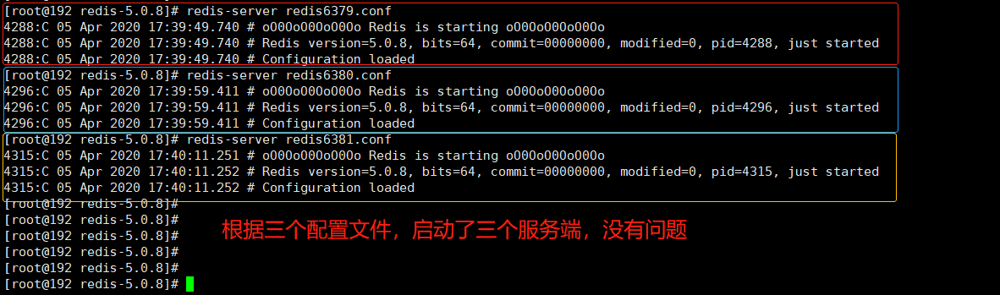 [root@192 redis-5.0.8]# redis-server redis6379.conf
4288:C 05 Apr 2020 17:39:49.740 # oO0OoO0OoO0Oo Redis is starting oO0OoO0OoO0Oo
4288:C 05 Apr 2020 17:39:49.740 # Redis version=5.0.8, bits=64, commit=00000000, modified=0, pid=4288, just started
4288:C 05 Apr 2020 17:39:49.740 # Configuration loaded
[root@192 redis-5.0.8]# redis-server redis6380.conf
4296:C 05 Apr 2020 17:39:59.411 # oO0OoO0OoO0Oo Redis is starting oO0OoO0OoO0Oo
4296:C 05 Apr 2020 17:39:59.411 # Redis version=5.0.8, bits=64, commit=00000000, modified=0, pid=4296, just started
4296:C 05 Apr 2020 17:39:59.411 # Configuration loaded
[root@192 redis-5.0.8]# redis-server redis6381.conf
4315:C 05 Apr 2020 17:40:11.251 # oO0OoO0OoO0Oo Redis is starting oO0OoO0OoO0Oo
4315:C 05 Apr 2020 17:40:11.252 # Redis version=5.0.8, bits=64, commit=00000000, modified=0, pid=4315, just started
4315:C 05 Apr 2020 17:40:11.252 # Configuration loaded
[root@192 redis-5.0.8]#
[root@192 redis-5.0.8]#
[root@192 redis-5.0.8]#
[root@192 redis-5.0.8]#
[root@192 redis-5.0.8]#
[root@192 redis-5.0.8]#
根据三个配置文件，启动了三个服务端，没有问题